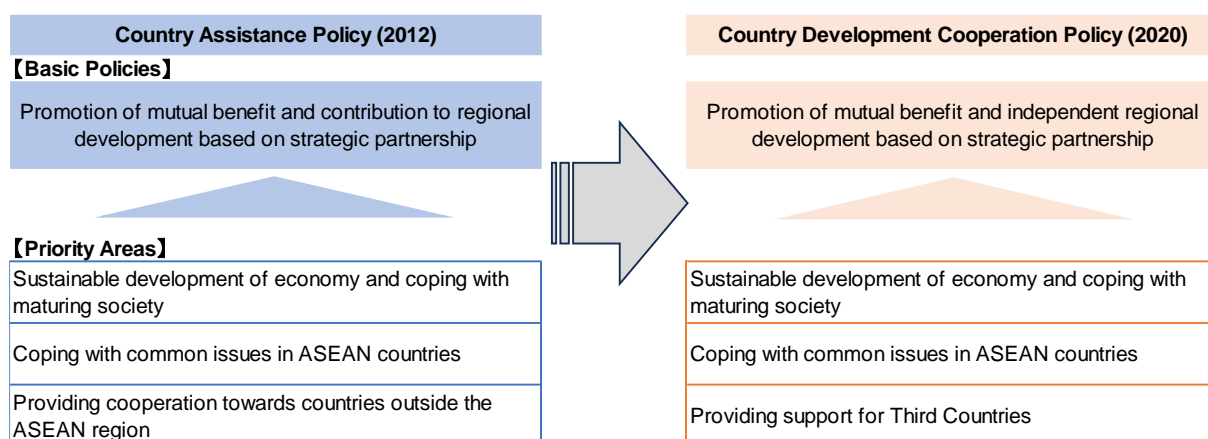 Country Assistance Policy (2012)
【Basic Policies】
Promotion of mutual benefit and contribution to regional
development based on strategic partnership
【Priority Areas】
Sustainable development of economy and coping with
maturing society
Coping with common issues in ASEAN countries
Providing cooperation towards countries outside the
ASEAN region
Country Development Cooperation Policy (2020)
Promotion of mutual benefit and independent regional
development based on strategic partnership
Sustainable development of economy and coping with
maturing society
Coping with common issues in ASEAN countries
Providing support for Third Countries